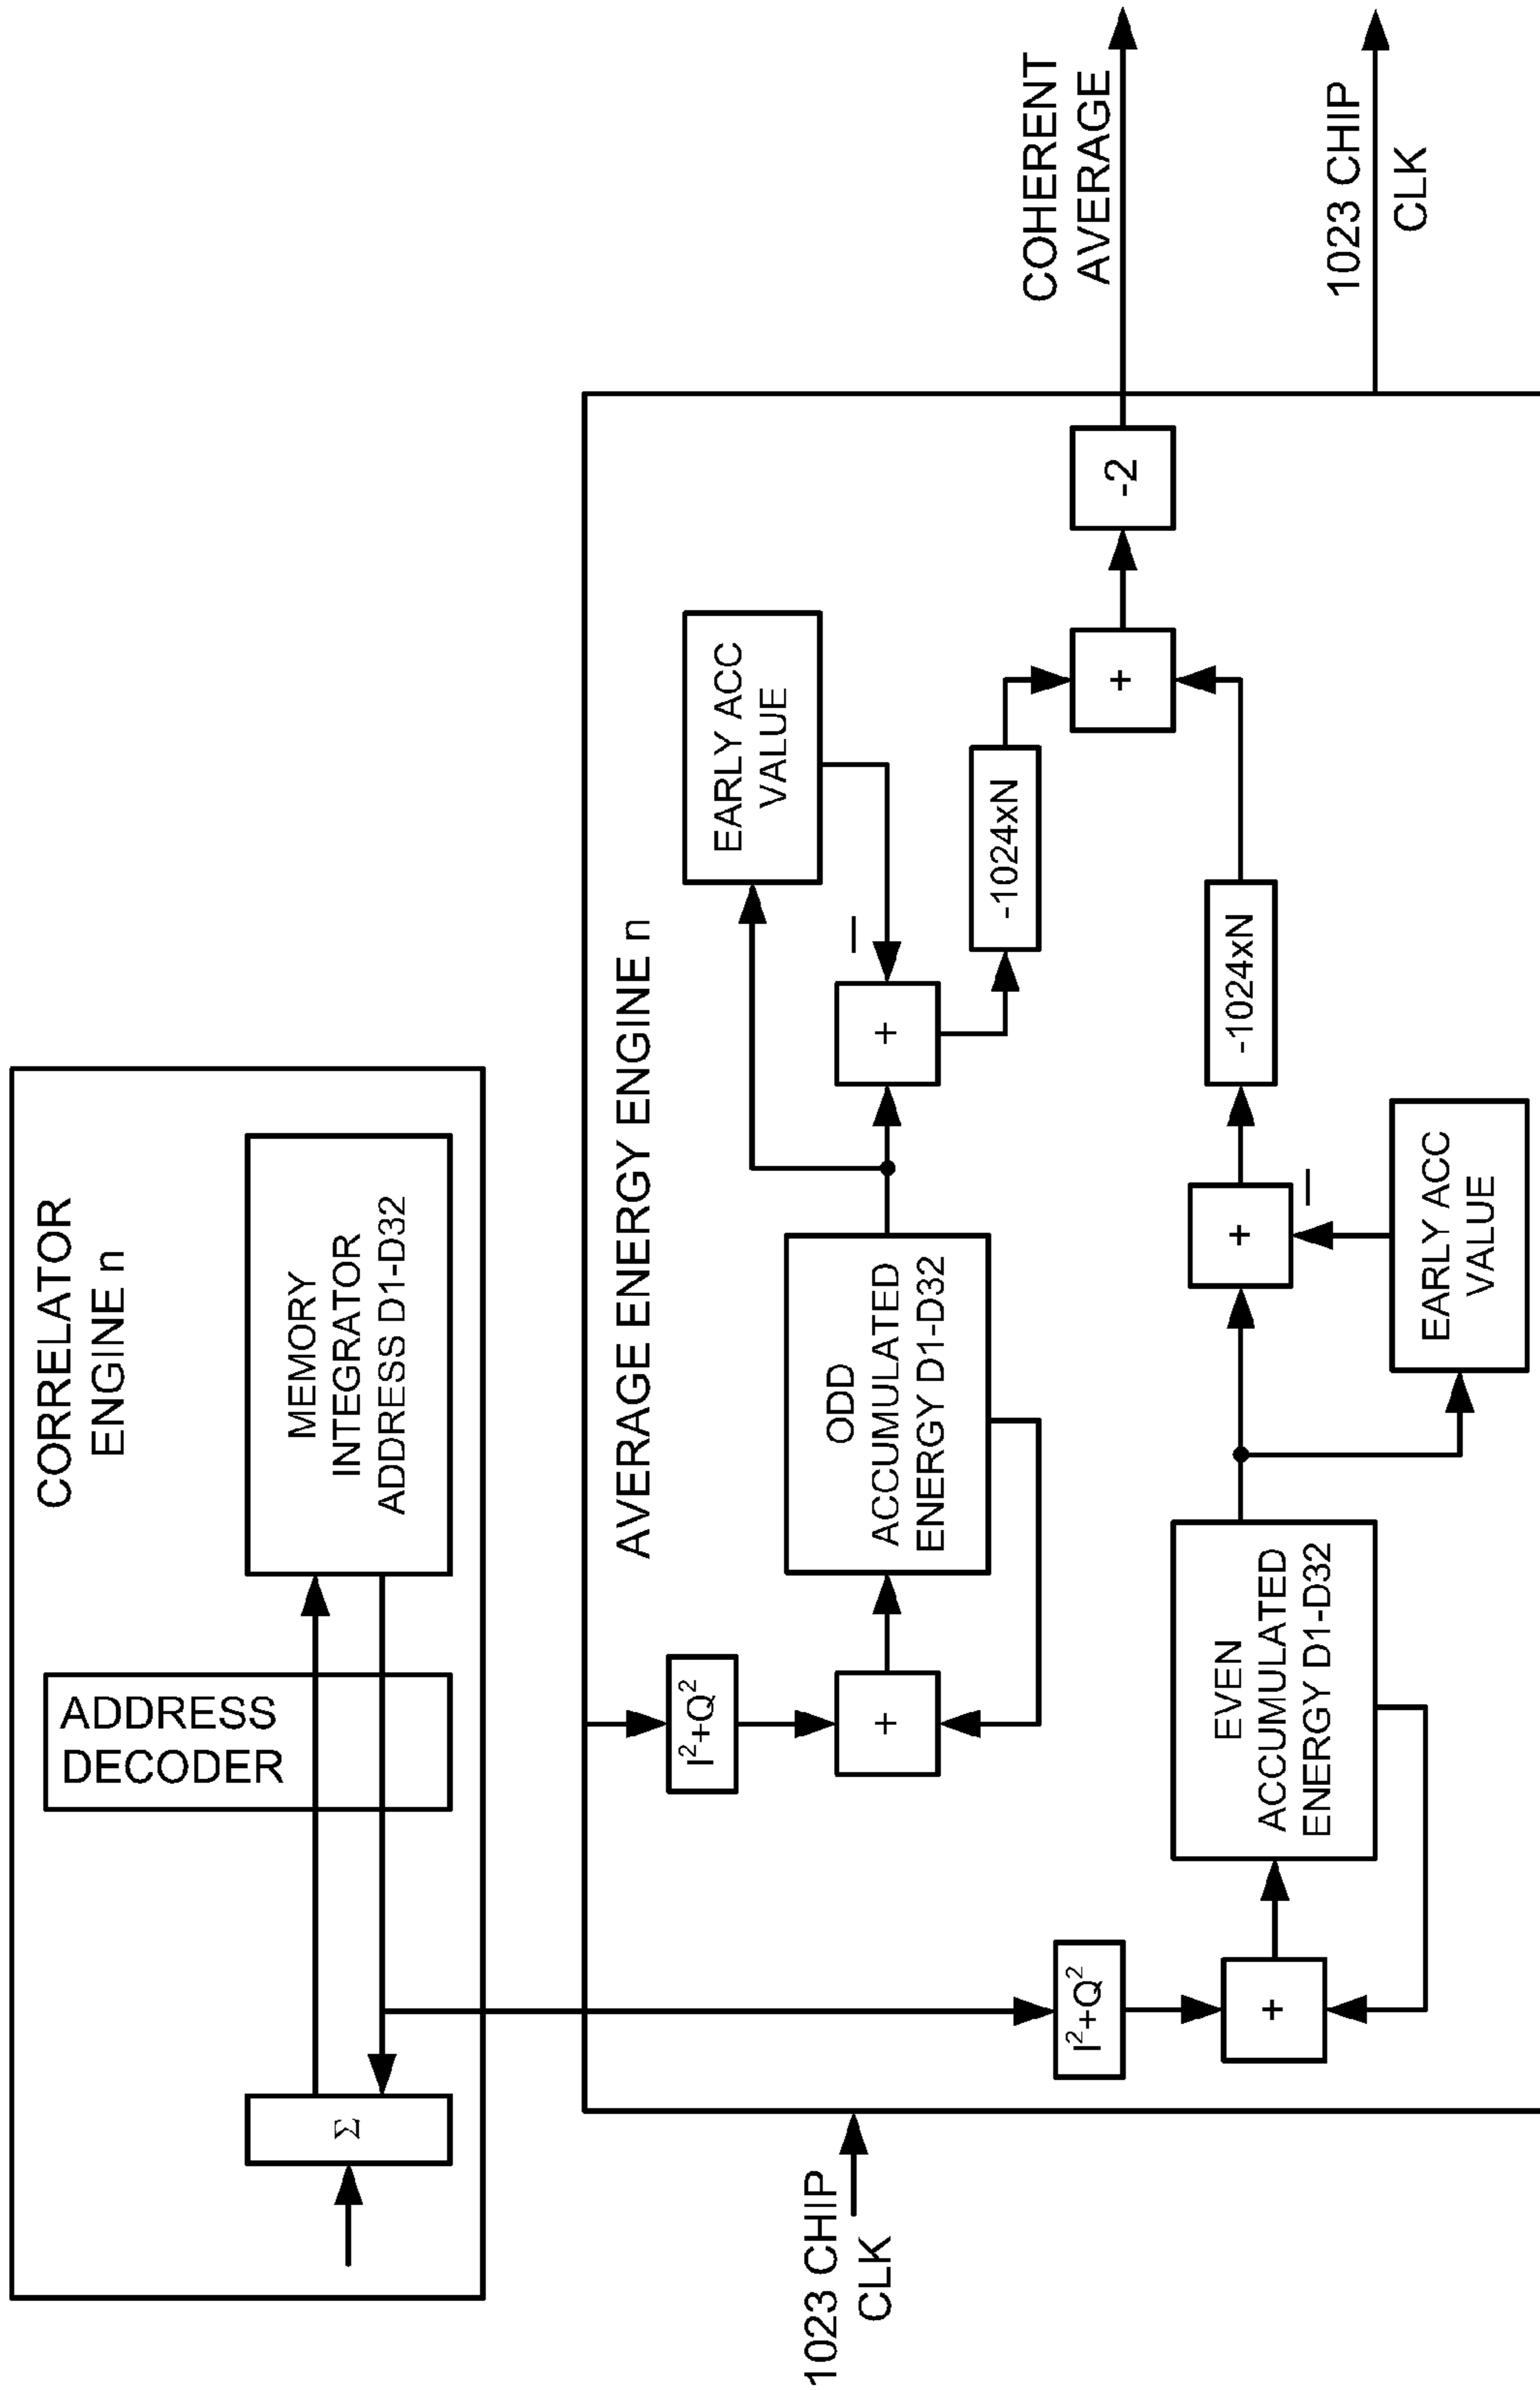 CORRELATOR
ENGINE n
ADDRESS
DECODER
MEMORY
INTEGRATOR
ADDRESS D1-D32
Σ
AVERAGE ENERGY ENGINE n
1023 CHIP
CLK
I²+Q²
+
ODD
ACCUMULATED
ENERGY D1-D32
+
–
EARLY ACC
VALUE
-1024xN
I²+Q²
+
EVEN
ACCUMULATED
ENERGY D1-D32
+
–
EARLY ACC
VALUE
-1024xN
+
-2
COHERENT
AVERAGE
1023 CHIP
CLK